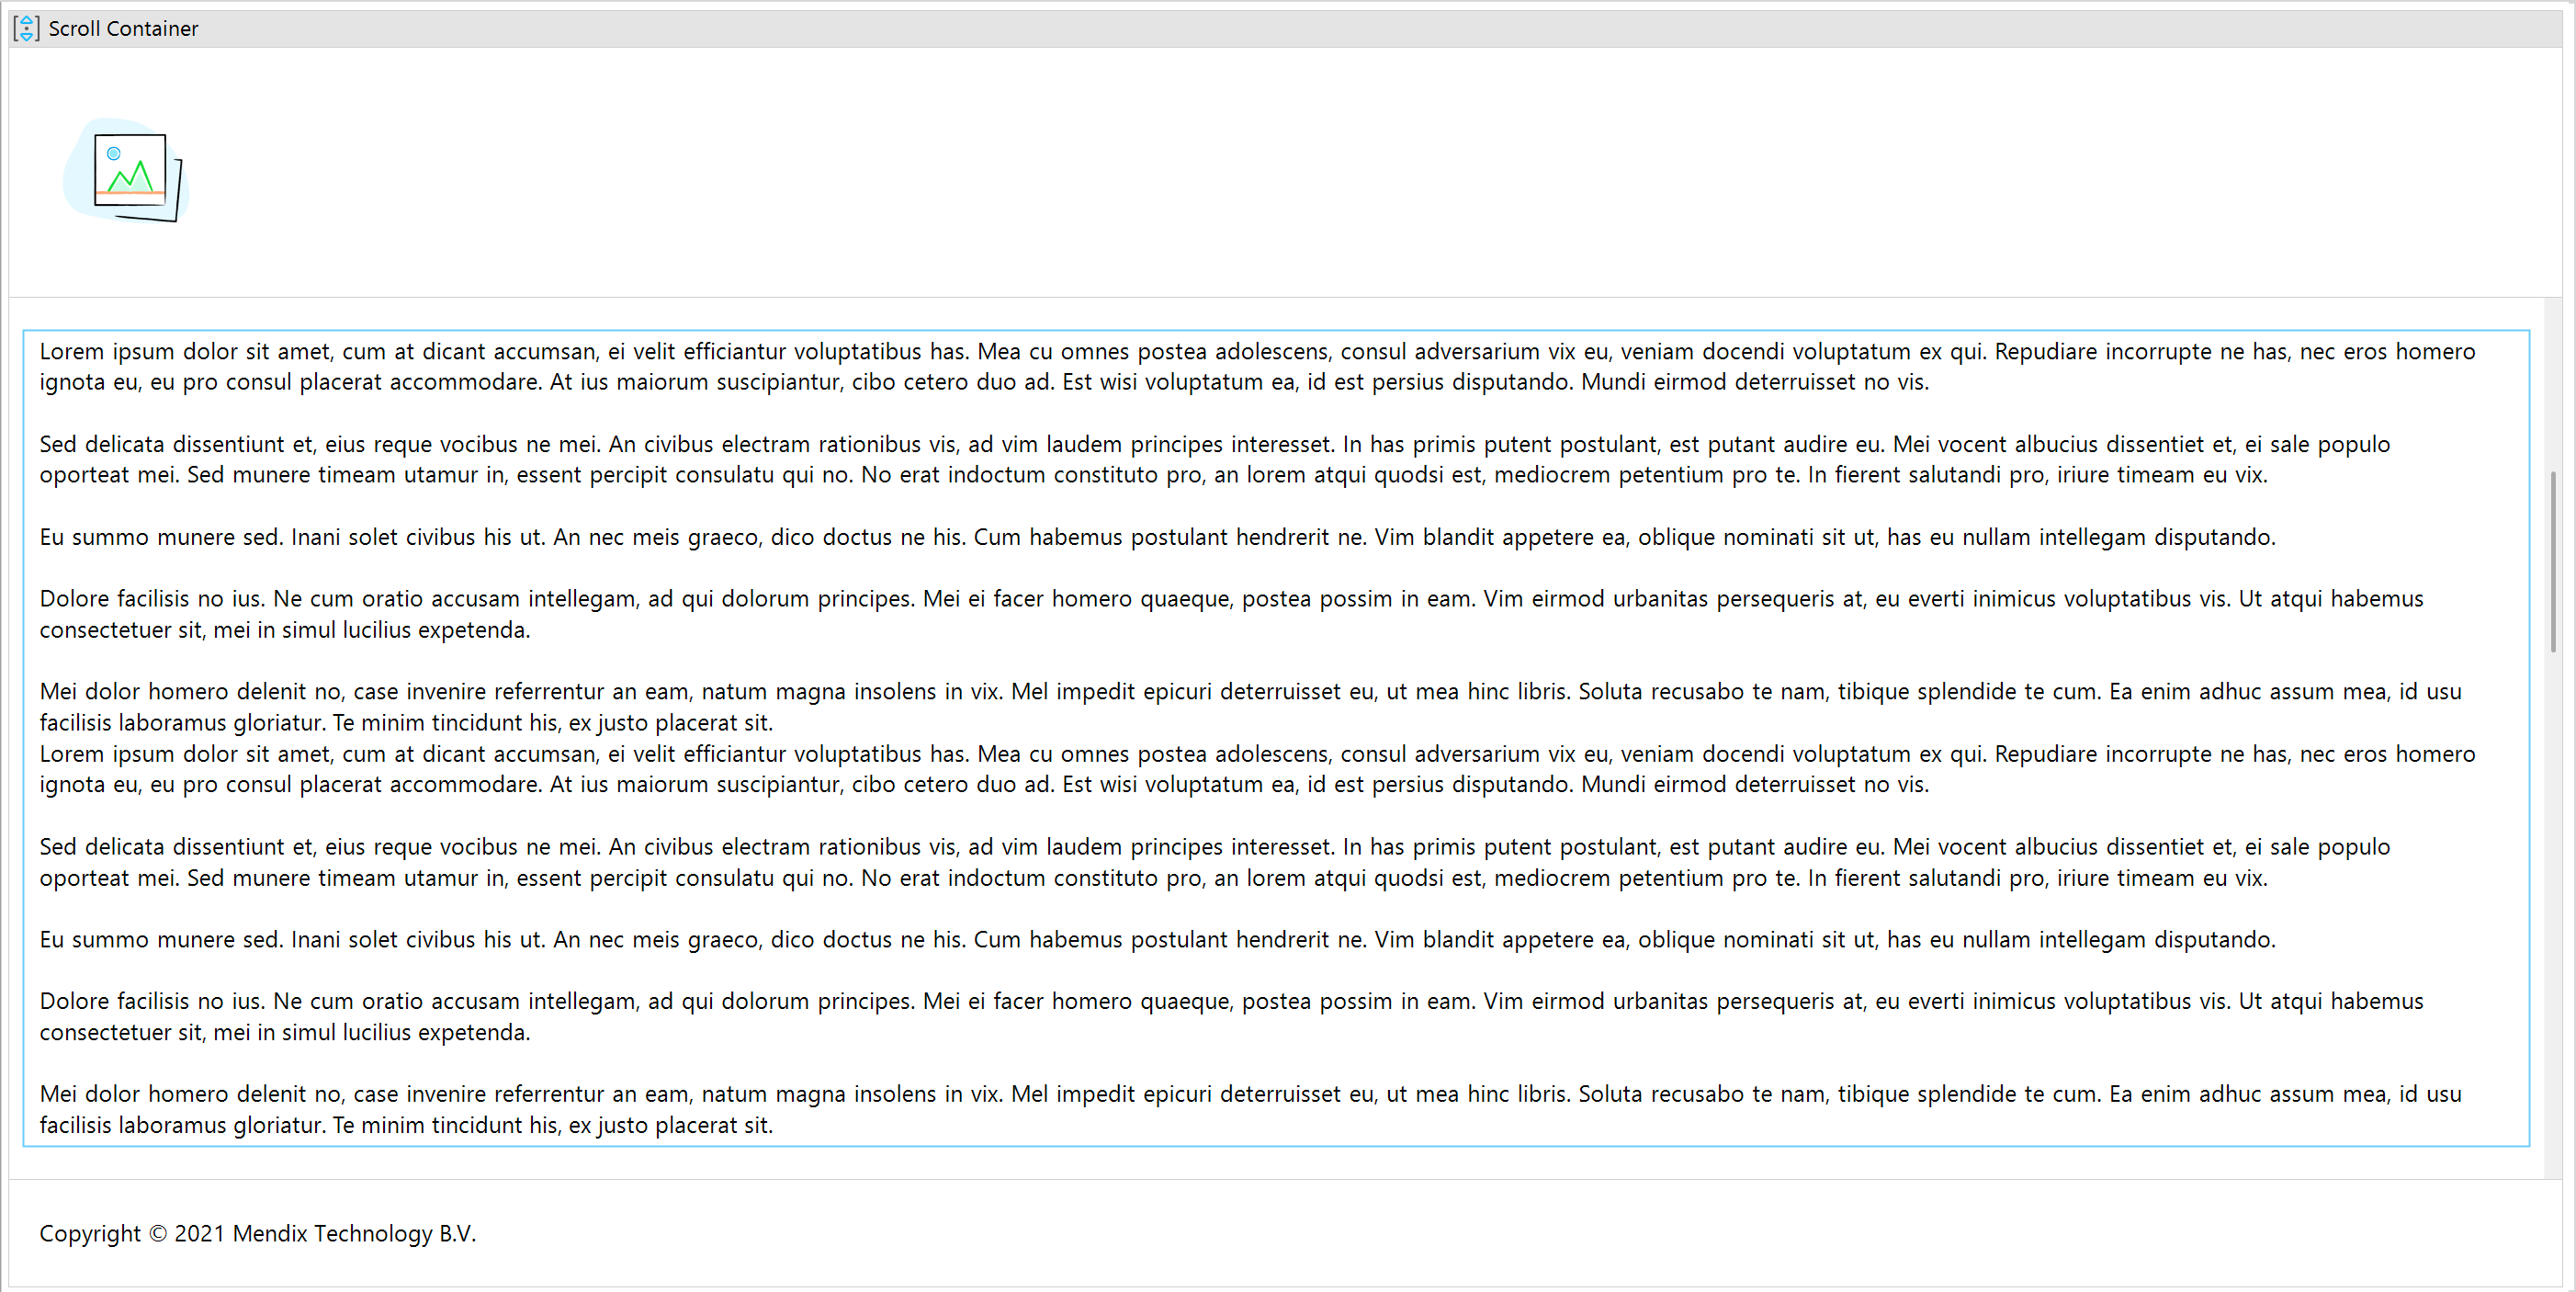 Scroll Container
Lorem ipsum dolor sit amet, cum at dicant accumsan, ei velit efficiantur voluptatibus has. Mea cu omnes postea adolescens, consul adversarium vix eu, veniam docendi voluptatum ex qui. Repudiare incorrupte ne has, nec eros homero
ignota eu, eu pro consul placerat accommodare. At ius maiorum suscipiantur, cibo cetero duo ad. Est wisi voluptatum ea, id est persius disputando. Mundi eirmod deterruisset no vis.
Sed delicata dissentiunt et, eius reque vocibus ne mei. An civibus electram rationibus vis, ad vim laudem principes interesset. In has primis putent postulant, est putant audire eu. Mei vocent albucius dissentiet et, ei sale populo
oporteat mei. Sed munere timeam utamur in, essent percipit consulatu qui no. No erat indoctum constituto pro, an lorem atqui quodsi est, mediocrem petentium pro te. In fierent salutandi pro, iriure timeam eu vix.
Eu summo munere sed. Inani solet civibus his ut. An nec meis graeco, dico doctus ne his. Cum habemus postulant hendrerit ne. Vim blandit appetere ea, oblique nominati sit ut, has eu nullam intellegam disputando.
Dolore facilisis no ius. Ne cum oratio accusam intellegam, ad qui dolorum principes. Mei ei facer homero quaeque, postea possim in eam. Vim eirmod urbanitas persequeris at, eu everti inimicus voluptatibus vis. Ut atqui habemus
consectetuer sit, mei in simul lucilius expetenda.
Mei dolor homero delenit no, case invenire referrentur an eam, natum magna insolens in vix. Mel impedit epicuri deterruisset eu, ut mea hinc libris. Soluta recusabo te nam, tibique splendide te cum. Ea enim adhuc assum mea, id usu
facilisis laboramus gloriatur. Te minim tincidunt his, ex justo placerat sit.
Lorem ipsum dolor sit amet, cum at dicant accumsan, ei velit efficiantur voluptatibus has. Mea cu omnes postea adolescens, consul adversarium vix eu, veniam docendi voluptatum ex qui. Repudiare incorrupte ne has, nec eros homero
ignota eu, eu pro consul placerat accommodare. At ius maiorum suscipiantur, cibo cetero duo ad. Est wisi voluptatum ea, id est persius disputando. Mundi eirmod deterruisset no vis.
Sed delicata dissentiunt et, eius reque vocibus ne mei. An civibus electram rationibus vis, ad vim laudem principes interesset. In has primis putent postulant, est putant audire eu. Mei vocent albucius dissentiet et, ei sale populo
oporteat mei. Sed munere timeam utamur in, essent percipit consulatu qui no. No erat indoctum constituto pro, an lorem atqui quodsi est, mediocrem petentium pro te. In fierent salutandi pro, iriure timeam eu vix.
Eu summo munere sed. Inani solet civibus his ut. An nec meis graeco, dico doctus ne his. Cum habemus postulant hendrerit ne. Vim blandit appetere ea, oblique nominati sit ut, has eu nullam intellegam disputando.
Dolore facilisis no ius. Ne cum oratio accusam intellegam, ad qui dolorum principes. Mei ei facer homero quaeque, postea possim in eam. Vim eirmod urbanitas persequeris at, eu everti inimicus voluptatibus vis. Ut atqui habemus
consectetuer sit, mei in simul lucilius expetenda.
Mei dolor homero delenit no, case invenire referrentur an eam, natum magna insolens in vix. Mel impedit epicuri deterruisset eu, ut mea hinc libris. Soluta recusabo te nam, tibique splendide te cum. Ea enim adhuc assum mea, id usu
facilisis laboramus gloriatur. Te minim tincidunt his, ex justo placerat sit.
Copyright © 2021 Mendix Technology B.V.